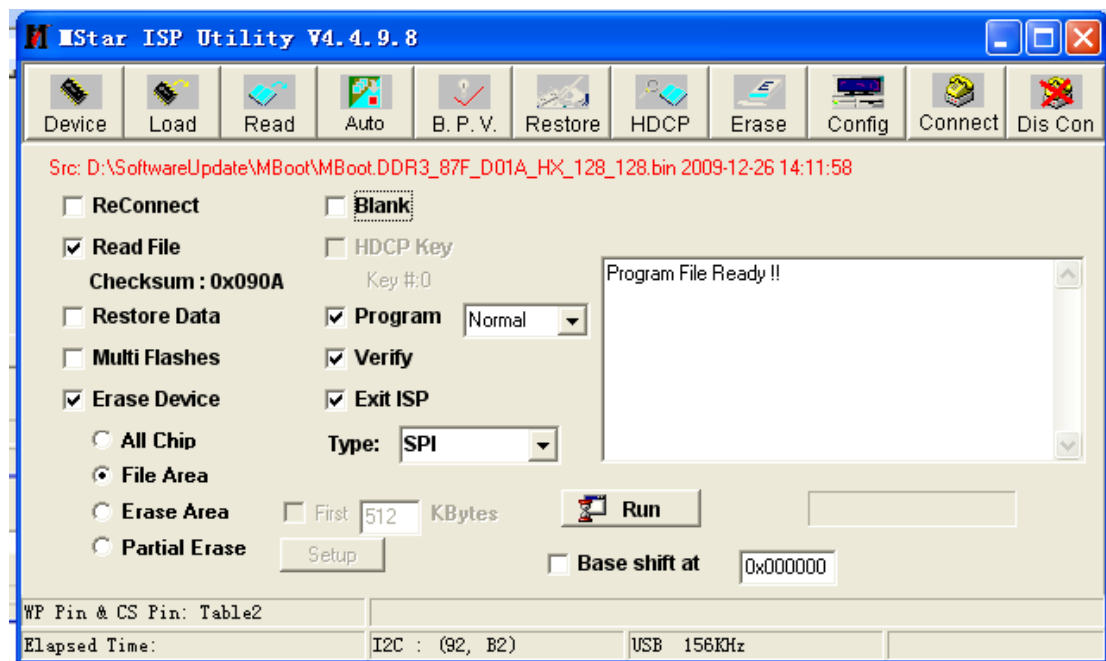 MStar ISP Utility V4.4.9.8
Device Load Read Auto B. P. V. Restore HDCP Erase Config Connect Dis Con
Src: D:\SoftwareUpdate\MBoot\MBoot.DDR3_87F_D01A_HX_128_128.bin 2009-12-26 14:11:58
ReConnect Blank
Read File HDCP Key
Checksum : 0x090A Key #:0 Program File Ready !!
Restore Data Program Normal
Multi Flashes Verify
Erase Device Exit ISP
All Chip Type: SPI
File Area
Erase Area First 512 KBytes Run
Partial Erase Setup Base shift at 0x000000
WP Pin & CS Pin: Table2
Elapsed Time: I2C : (92, B2) USB 156KHz